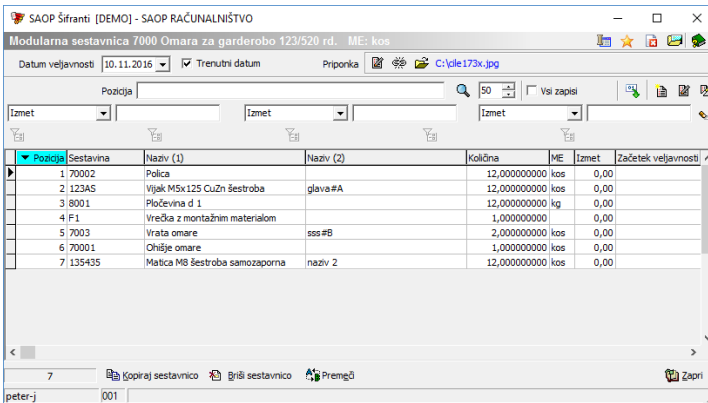 SAOP Šifranti [DEMO] - SAOP RAČUNALNIŠTVO
Modularna sestavnica 7000 Omara za garderobo 123/520 rd. ME: kos
Datum veljavnosti 10.11.2016 Trenutni datum Priponka C:\dle173x.jpg
Pozicija 50 Vsi zapisi
Izmet Izmet Izmet
Pozicija Sestavina Naziv (1) Naziv (2) Količina ME Izmet Začetek veljavnosti
1 70002 Polica 12,000000000 kos 0,00
2 123AS Vijak M5x125 CuZn šestroba glava#A 12,000000000 kos 0,00
3 8001 Pločevina d 1 12,000000000 kg 0,00
4 F1 Vrečka z montažnim materialom 1,000000000 0,00
5 7003 Vrata omare sss#B 2,000000000 kos 0,00
6 70001 Ohišje omare 1,000000000 kos 0,00
7 135435 Matica M8 šestroba samozaporna naziv 2 12,000000000 kos 0,00
7 Kopiraj sestavnico Briši sestavnico Premeči Zapri
peter-j 001